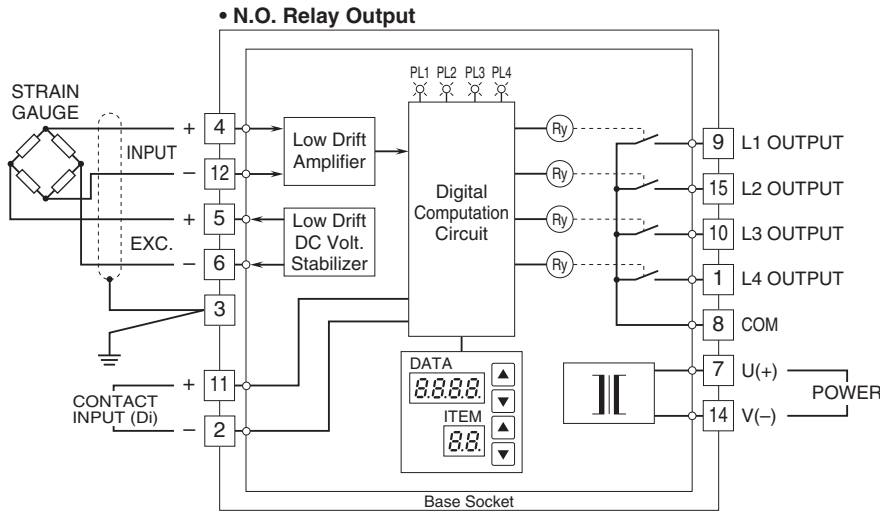 • N.O. Relay Output
PL1 PL2 PL3 PL4
STRAIN
GAUGE
INPUT
EXC.
+ 4
− 12
+ 5
− 6
3
Low Drift
Amplifier
Low Drift
DC Volt.
Stabilizer
Digital
Computation
Circuit
Ry
Ry
Ry
Ry
9 L1 OUTPUT
15 L2 OUTPUT
10 L3 OUTPUT
1 L4 OUTPUT
8 COM
7 U(+)
14 V(−)
POWER
CONTACT
INPUT (Di)
+ 11
− 2
DATA
8.8.8.8.
ITEM
8.8.
Base Socket